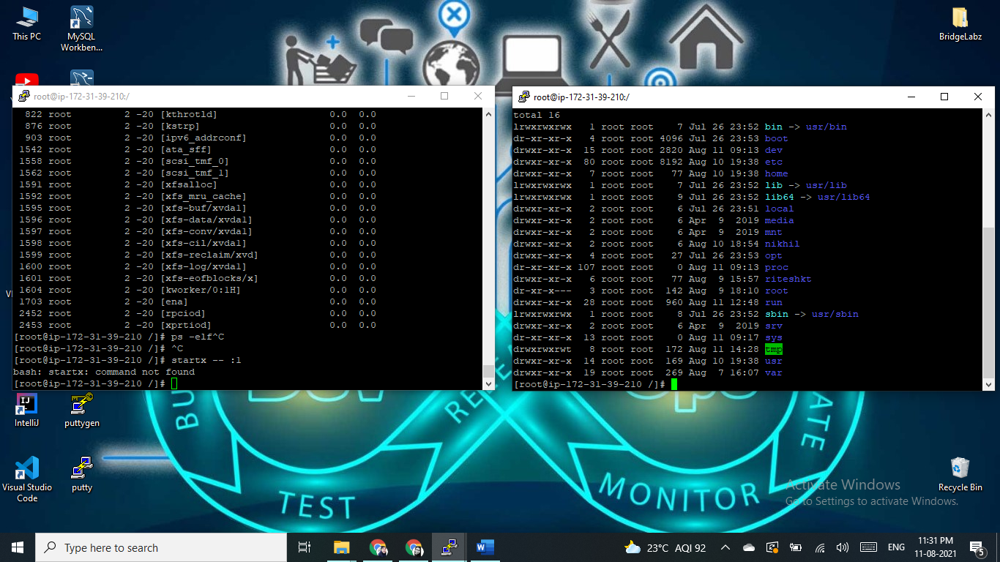 This PC
MySQL
Workben...
BridgeLabz
root@ip-172-31-39-210:/
822 root 2 -20 [kthrotld] 0.0 0.0
876 root 2 -20 [kstrp] 0.0 0.0
903 root 2 -20 [ipv6_addrconf] 0.0 0.0
1542 root 2 -20 [ata_sff] 0.0 0.0
1558 root 2 -20 [scsi_tmf_0] 0.0 0.0
1562 root 2 -20 [scsi_tmf_1] 0.0 0.0
1591 root 2 -20 [xfsalloc] 0.0 0.0
1592 root 2 -20 [xfs_mru_cache] 0.0 0.0
1595 root 2 -20 [xfs-buf/xvda1] 0.0 0.0
1596 root 2 -20 [xfs-data/xvda1] 0.0 0.0
1597 root 2 -20 [xfs-conv/xvda1] 0.0 0.0
1598 root 2 -20 [xfs-cil/xvda1] 0.0 0.0
1599 root 2 -20 [xfs-reclaim/xvd] 0.0 0.0
1600 root 2 -20 [xfs-log/xvda1] 0.0 0.0
1601 root 2 -20 [xfs-eofblocks/x] 0.0 0.0
1604 root 2 -20 [kworker/0:1H] 0.0 0.0
1703 root 2 -20 [ena] 0.0 0.0
2452 root 2 -20 [rpciod] 0.0 0.0
2453 root 2 -20 [xprtiod] 0.0 0.0
[root@ip-172-31-39-210 /]# ps -elf^C
[root@ip-172-31-39-210 /]# ^C
[root@ip-172-31-39-210 /]# startx -- :1
bash: startx: command not found
[root@ip-172-31-39-210 /]#
root@ip-172-31-39-210:/
total 16
lrwxrwxrwx 1 root root 7 Jul 26 23:52 bin -> usr/bin
dr-xr-xr-x 4 root root 4096 Jul 26 23:53 boot
drwxr-xr-x 15 root root 2820 Aug 11 09:13 dev
drwxr-xr-x 80 root root 8192 Aug 10 19:38 etc
drwxr-xr-x 7 root root 77 Aug 10 19:38 home
lrwxrwxrwx 1 root root 7 Jul 26 23:52 lib -> usr/lib
lrwxrwxrwx 1 root root 9 Jul 26 23:52 lib64 -> usr/lib64
drwxr-xr-x 2 root root 6 Jul 26 23:51 local
drwxr-xr-x 2 root root 6 Apr 9 2019 media
drwxr-xr-x 2 root root 6 Apr 9 2019 mnt
drwxr-xr-x 2 root root 6 Aug 10 18:54 nikhil
drwxr-xr-x 4 root root 27 Jul 26 23:53 opt
dr-xr-xr-x 107 root root 0 Aug 11 09:13 proc
drwxr-xr-x 6 root root 77 Aug 9 15:57 riteshkt
dr-xr-x--- 3 root root 142 Aug 9 18:10 root
drwxr-xr-x 28 root root 960 Aug 11 12:48 run
lrwxrwxrwx 1 root root 8 Jul 26 23:52 sbin -> usr/sbin
drwxr-xr-x 2 root root 6 Apr 9 2019 srv
dr-xr-xr-x 13 root root 0 Aug 11 09:17 sys
drwxrwxrwt 8 root root 172 Aug 11 14:28 tmp
drwxr-xr-x 14 root root 169 Aug 10 19:38 usr
drwxr-xr-x 19 root root 269 Aug 7 16:07 var
[root@ip-172-31-39-210 /]#
IntelliJ
puttygen
Visual Studio
Code
putty
TEST
MONITOR
Activate Windows
Go to Settings to activate Windows.
Recycle Bin
Type here to search
23°C AQI 92
ENG
11:31 PM
11-08-2021
5